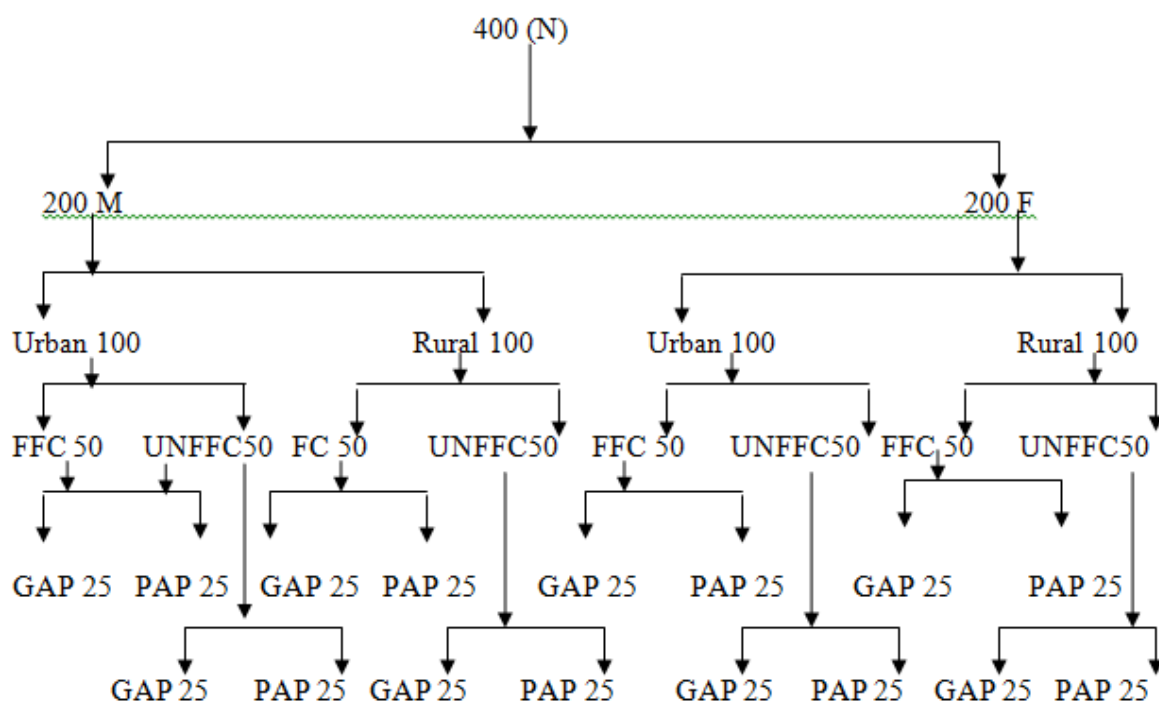 400 (N)
200 M 200 F
Urban 100 Rural 100 Urban 100 Rural 100
FFC 50 UNFFC50 FC 50 UNFFC50 FFC 50 UNFFC50 FFC 50 UNFFC50
GAP 25 PAP 25 GAP 25 PAP 25 GAP 25 PAP 25 GAP 25 PAP 25
GAP 25 PAP 25 GAP 25 PAP 25 GAP 25 PAP 25 GAP 25 PAP 25